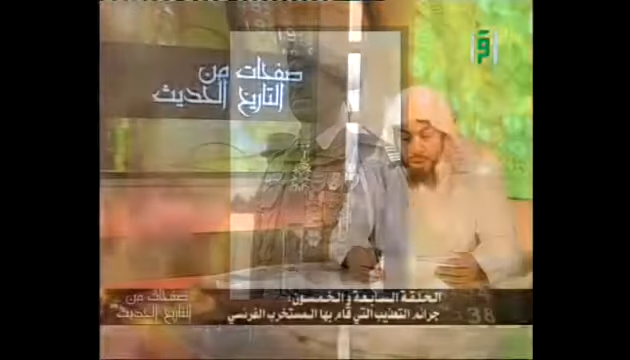 صفحات من
التاريخ الحديث
الحلقة السابعة والخمسون:
صفحات من
جرائم التعذيب التي قام بها المستخرب الفرنسي
التاريخ الحديث
38